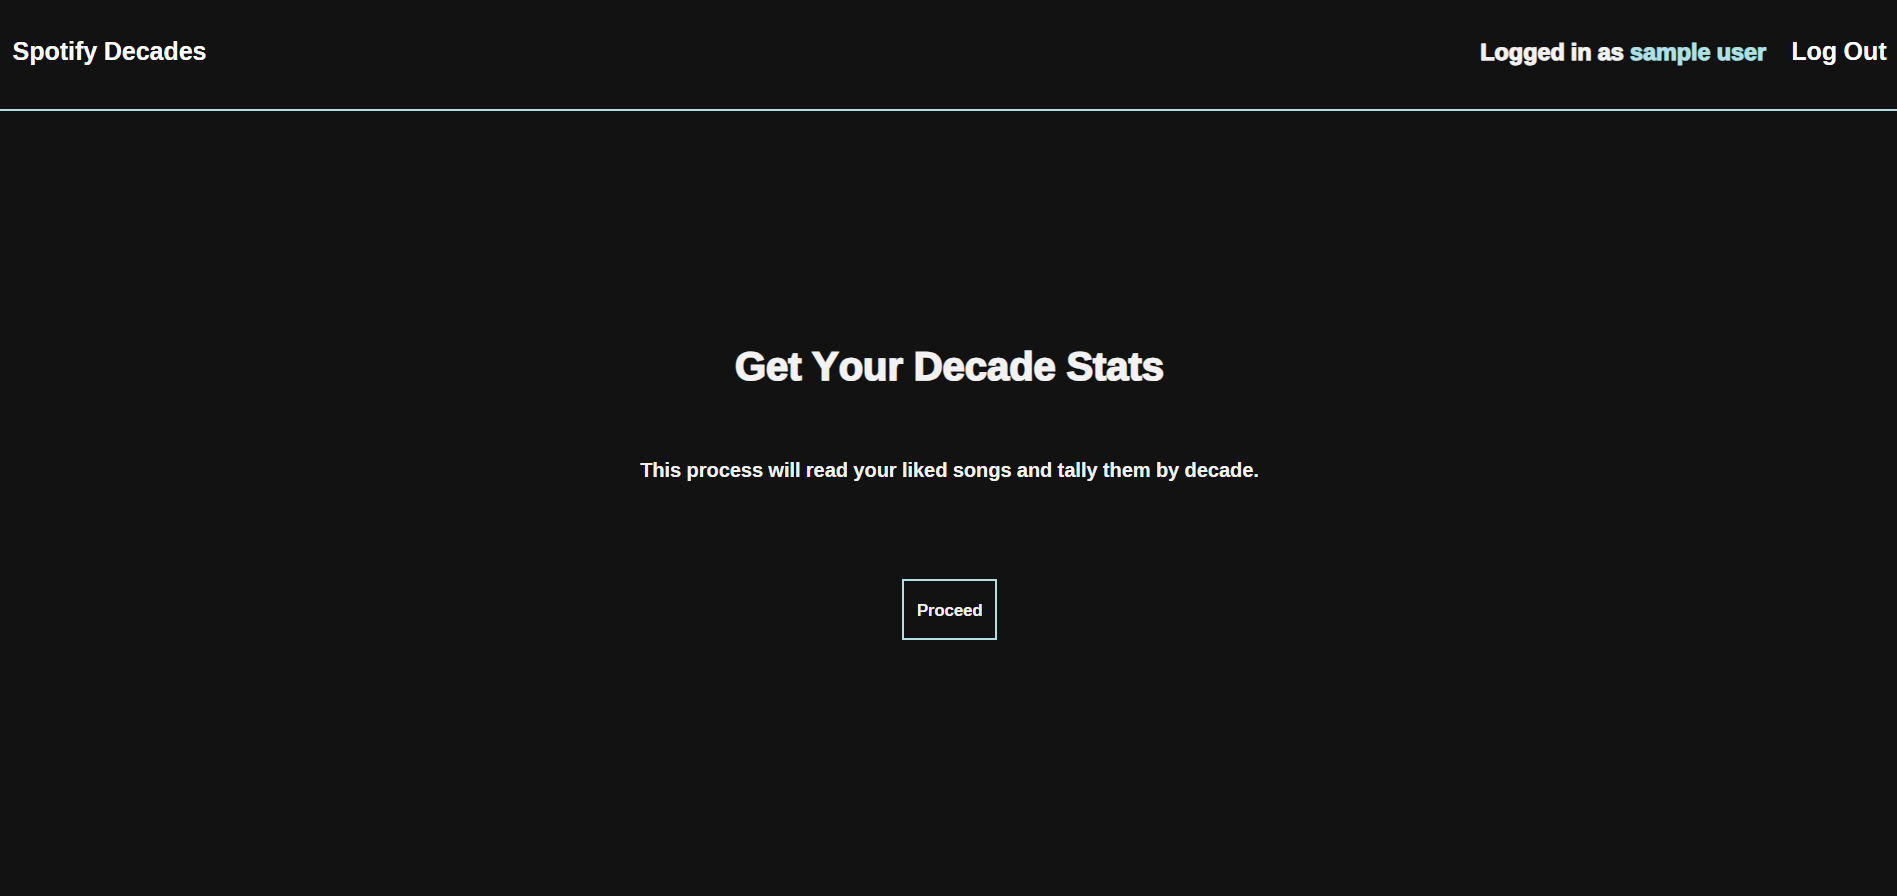 Spotify Decades
Logged in as sample user
Log Out
Get Your Decade Stats
This process will read your liked songs and tally them by decade.
Proceed